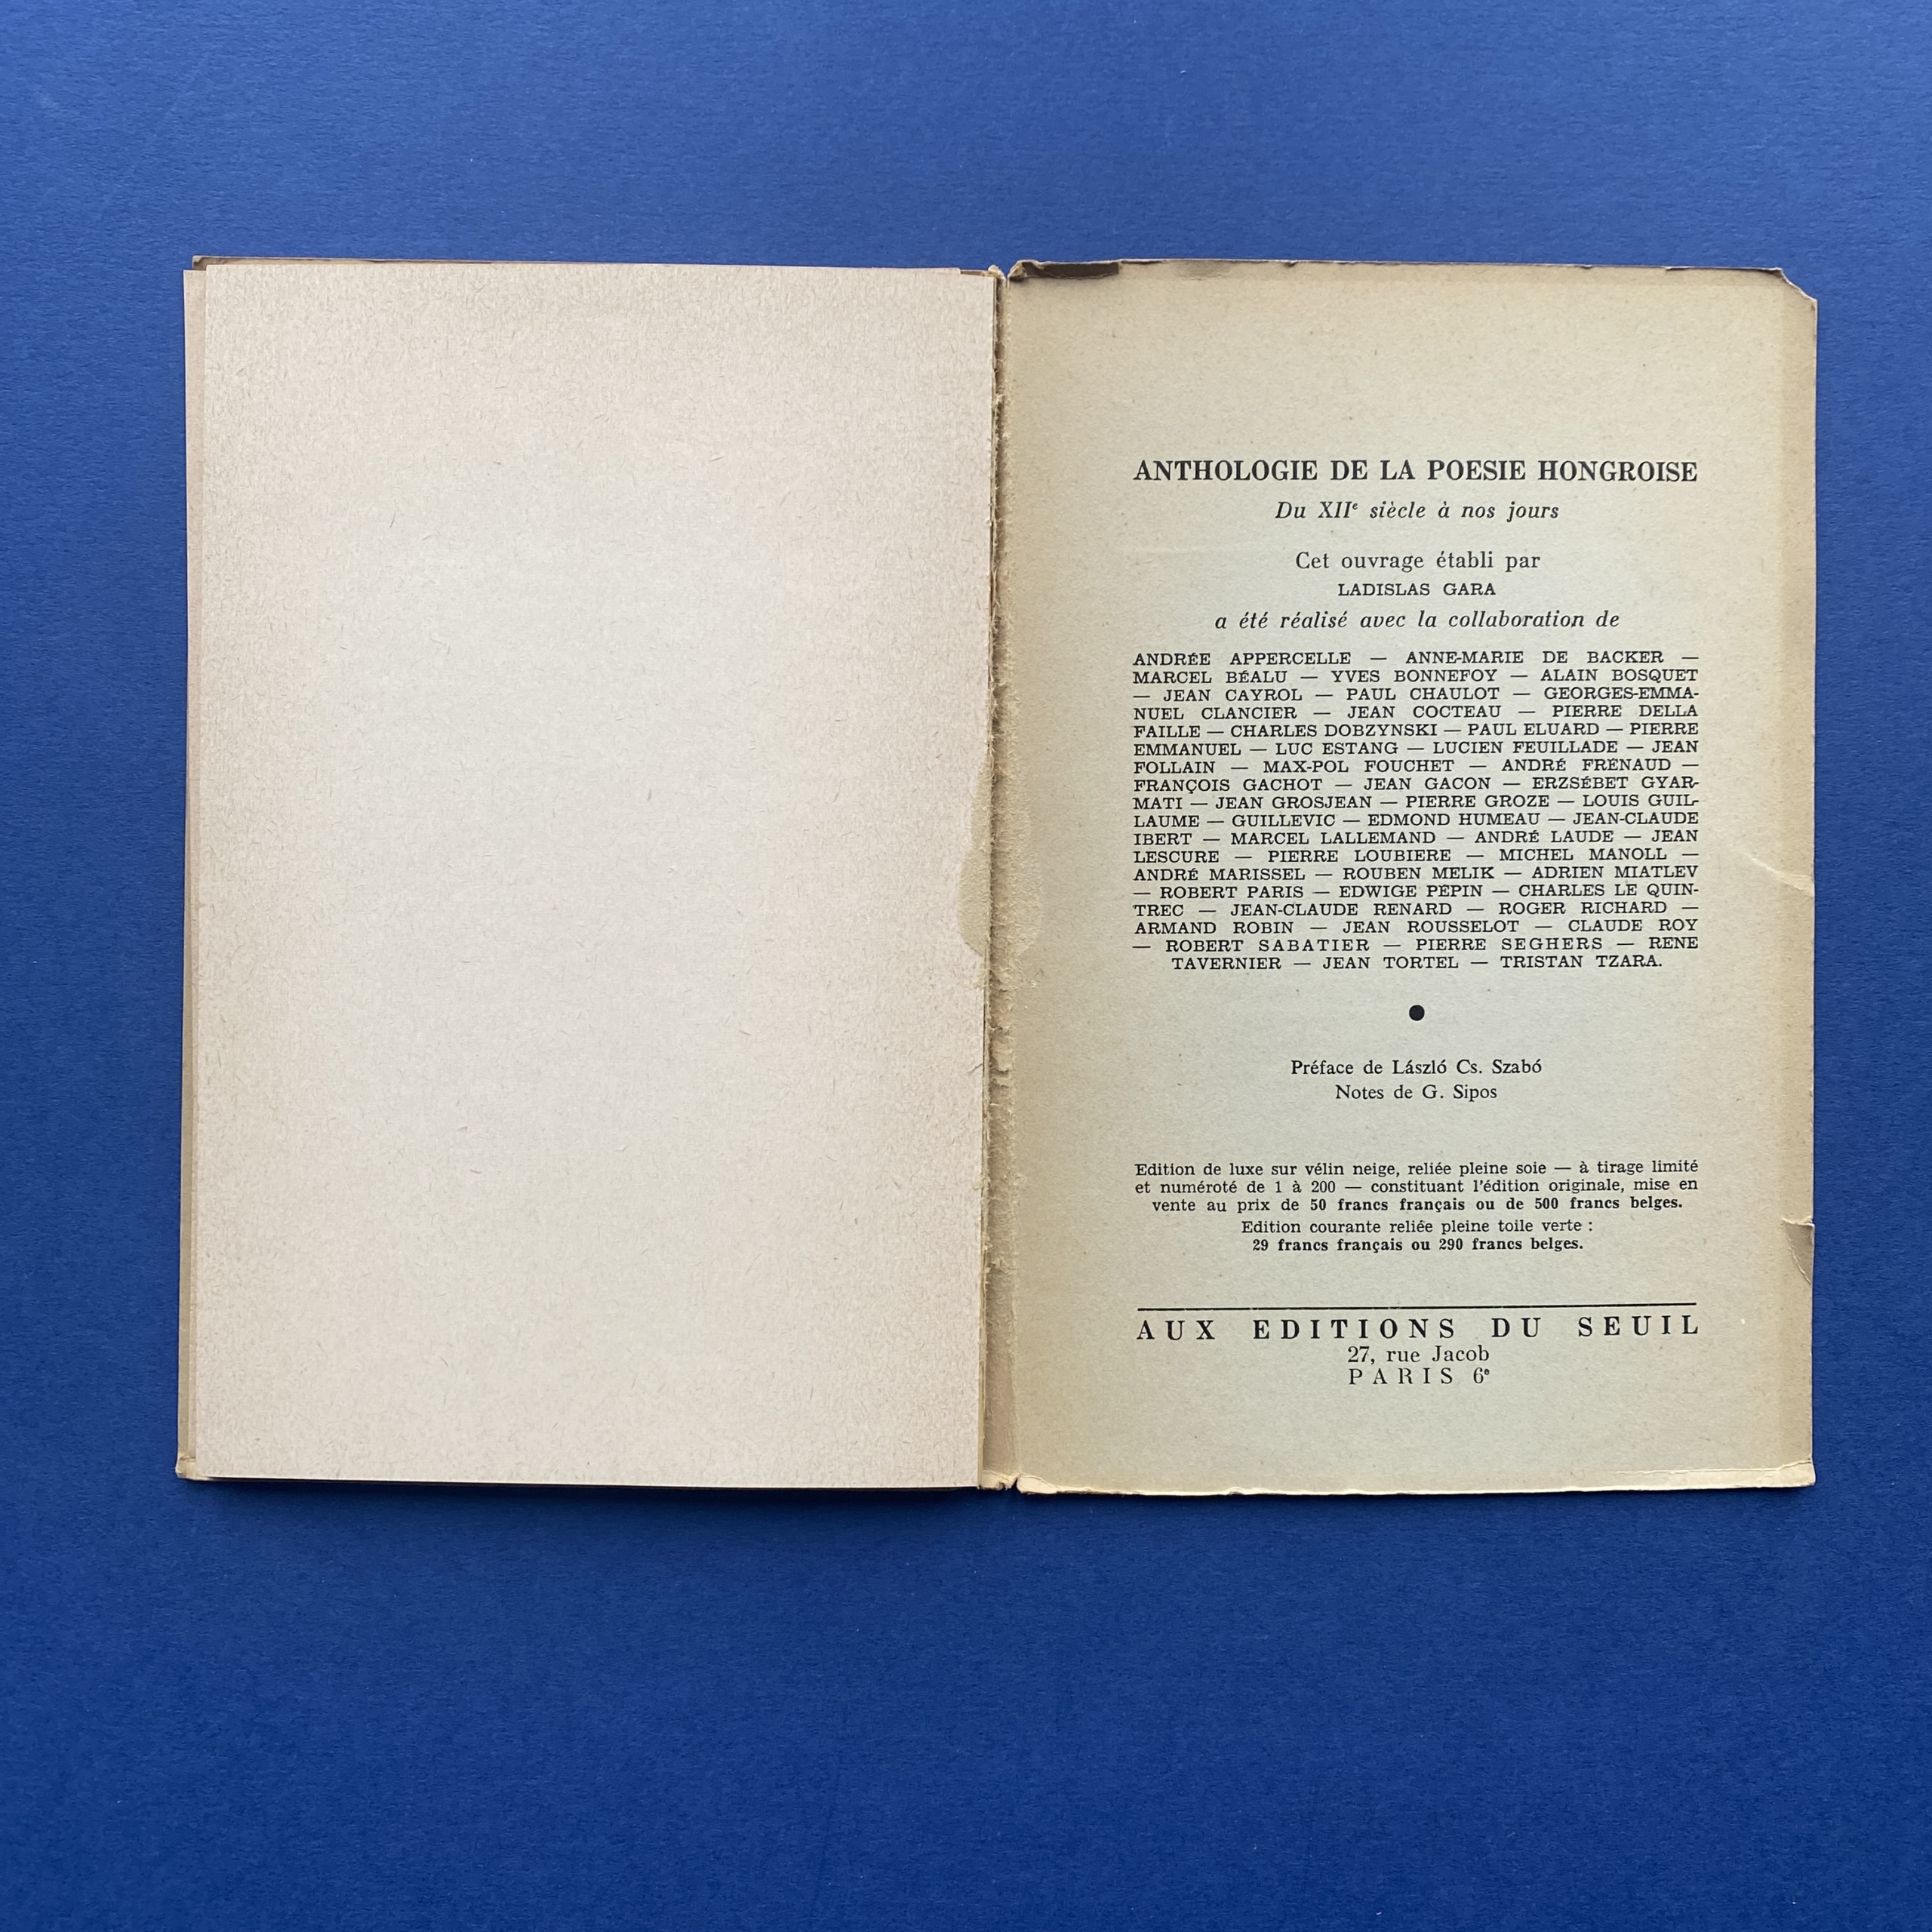 ANTHOLOGIE DE LA POESIE HONGROISE
Du XIIe siècle à nos jours
Cet ouvrage établi par
LADISLAS GARA
a été réalisé avec la collaboration de
ANDRÉE APPERCELLE — ANNE-MARIE DE BACKER —
MARCEL BÉALU — YVES BONNEFOY — ALAIN BOSQUET
— JEAN CAYROL — PAUL CHAULOT — GEORGES-EMMA-
NUEL CLANCIER — JEAN COCTEAU — PIERRE DELLA
FAILLE — CHARLES DOBZYNSKI — PAUL ELUARD — PIERRE
EMMANUEL — LUC ESTANG — LUCIEN FEUILLADE — JEAN
FOLLAIN — MAX-POL FOUCHET — ANDRÉ FRÉNAUD —
FRANÇOIS GACHOT — JEAN GACON — ERZSÉBET GYAR-
MATI — JEAN GROSJEAN — PIERRE GROZE — LOUIS GUIL-
LAUME — GUILLEVIC — EDMOND HUMEAU — JEAN-CLAUDE
IBERT — MARCEL LALLEMAND — ANDRÉ LAUDE — JEAN
LESCURE — PIERRE LOUBIERE — MICHEL MANOLL —
ANDRÉ MARISSEL — ROUBEN MELIK — ADRIEN MIATLEV
— ROBERT PARIS — EDWIGE PÉPIN — CHARLES LE QUIN-
TREC — JEAN-CLAUDE RENARD — ROGER RICHARD —
ARMAND ROBIN — JEAN ROUSSELOT — CLAUDE ROY
— ROBERT SABATIER — PIERRE SEGHERS — RENE
TAVERNIER — JEAN TORTEL — TRISTAN TZARA.
●
Préface de László Cs. Szabó
Notes de G. Sipos
Edition de luxe sur vélin neige, reliée pleine soie — à tirage limité
et numéroté de 1 à 200 — constituant l'édition originale, mise en
vente au prix de 50 francs français ou de 500 francs belges.
Edition courante reliée pleine toile verte :
29 francs français ou 290 francs belges.
AUX EDITIONS DU SEUIL
27, rue Jacob
PARIS 6e